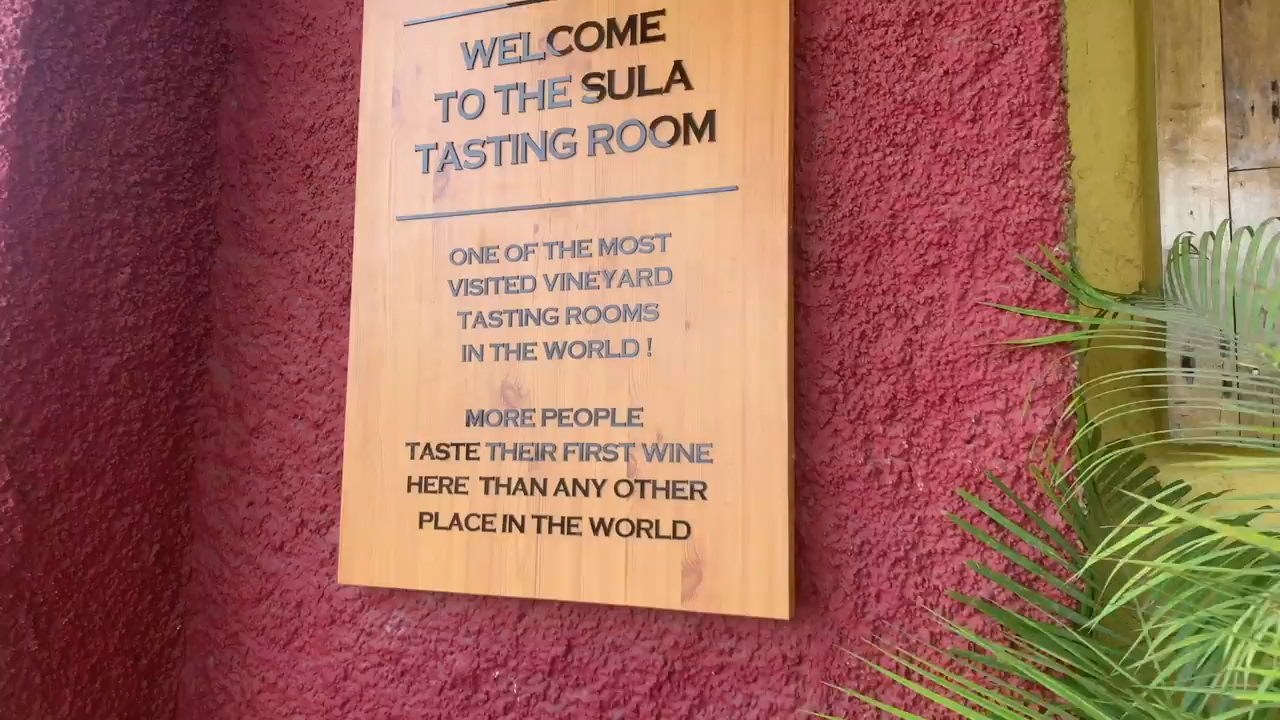 WELCOME
TO THE SULA
TASTING ROOM
ONE OF THE MOST
VISITED VINEYARD
TASTING ROOMS
IN THE WORLD !
MORE PEOPLE
TASTE THEIR FIRST WINE
HERE THAN ANY OTHER
PLACE IN THE WORLD